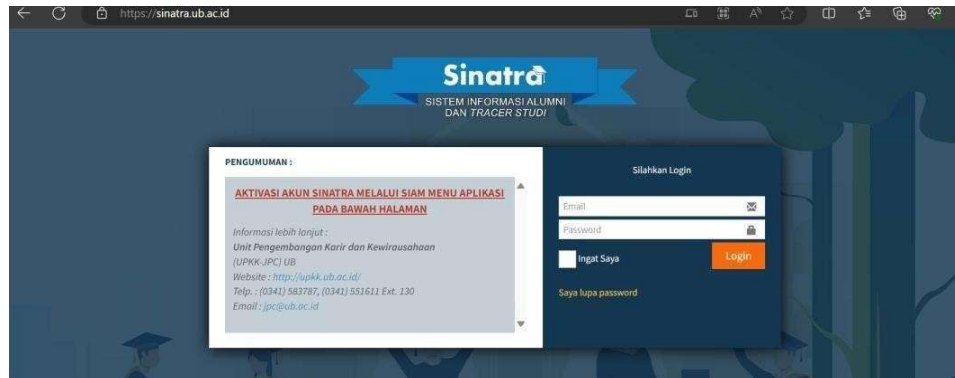 https://sinatra.ub.ac.id
Sinatra
SISTEM INFORMASI ALUMNI
DAN TRACER STUDI
PENGUMUMAN :
AKTIVASI AKUN SINATRA MELALUI SIAM MENU APLIKASI
PADA BAWAH HALAMAN
Informasi lebih lanjut :
Unit Pengembangan Karir dan Kewirausahaan
(UPKK-JPC) UB
Website : http://upkk.ub.ac.id/
Telp. : (0341) 583787, (0341) 551611 Ext. 130
Email : jpc@ub.ac.id
Silahkan Login
Email
Password
Ingat Saya
Login
Saya lupa password